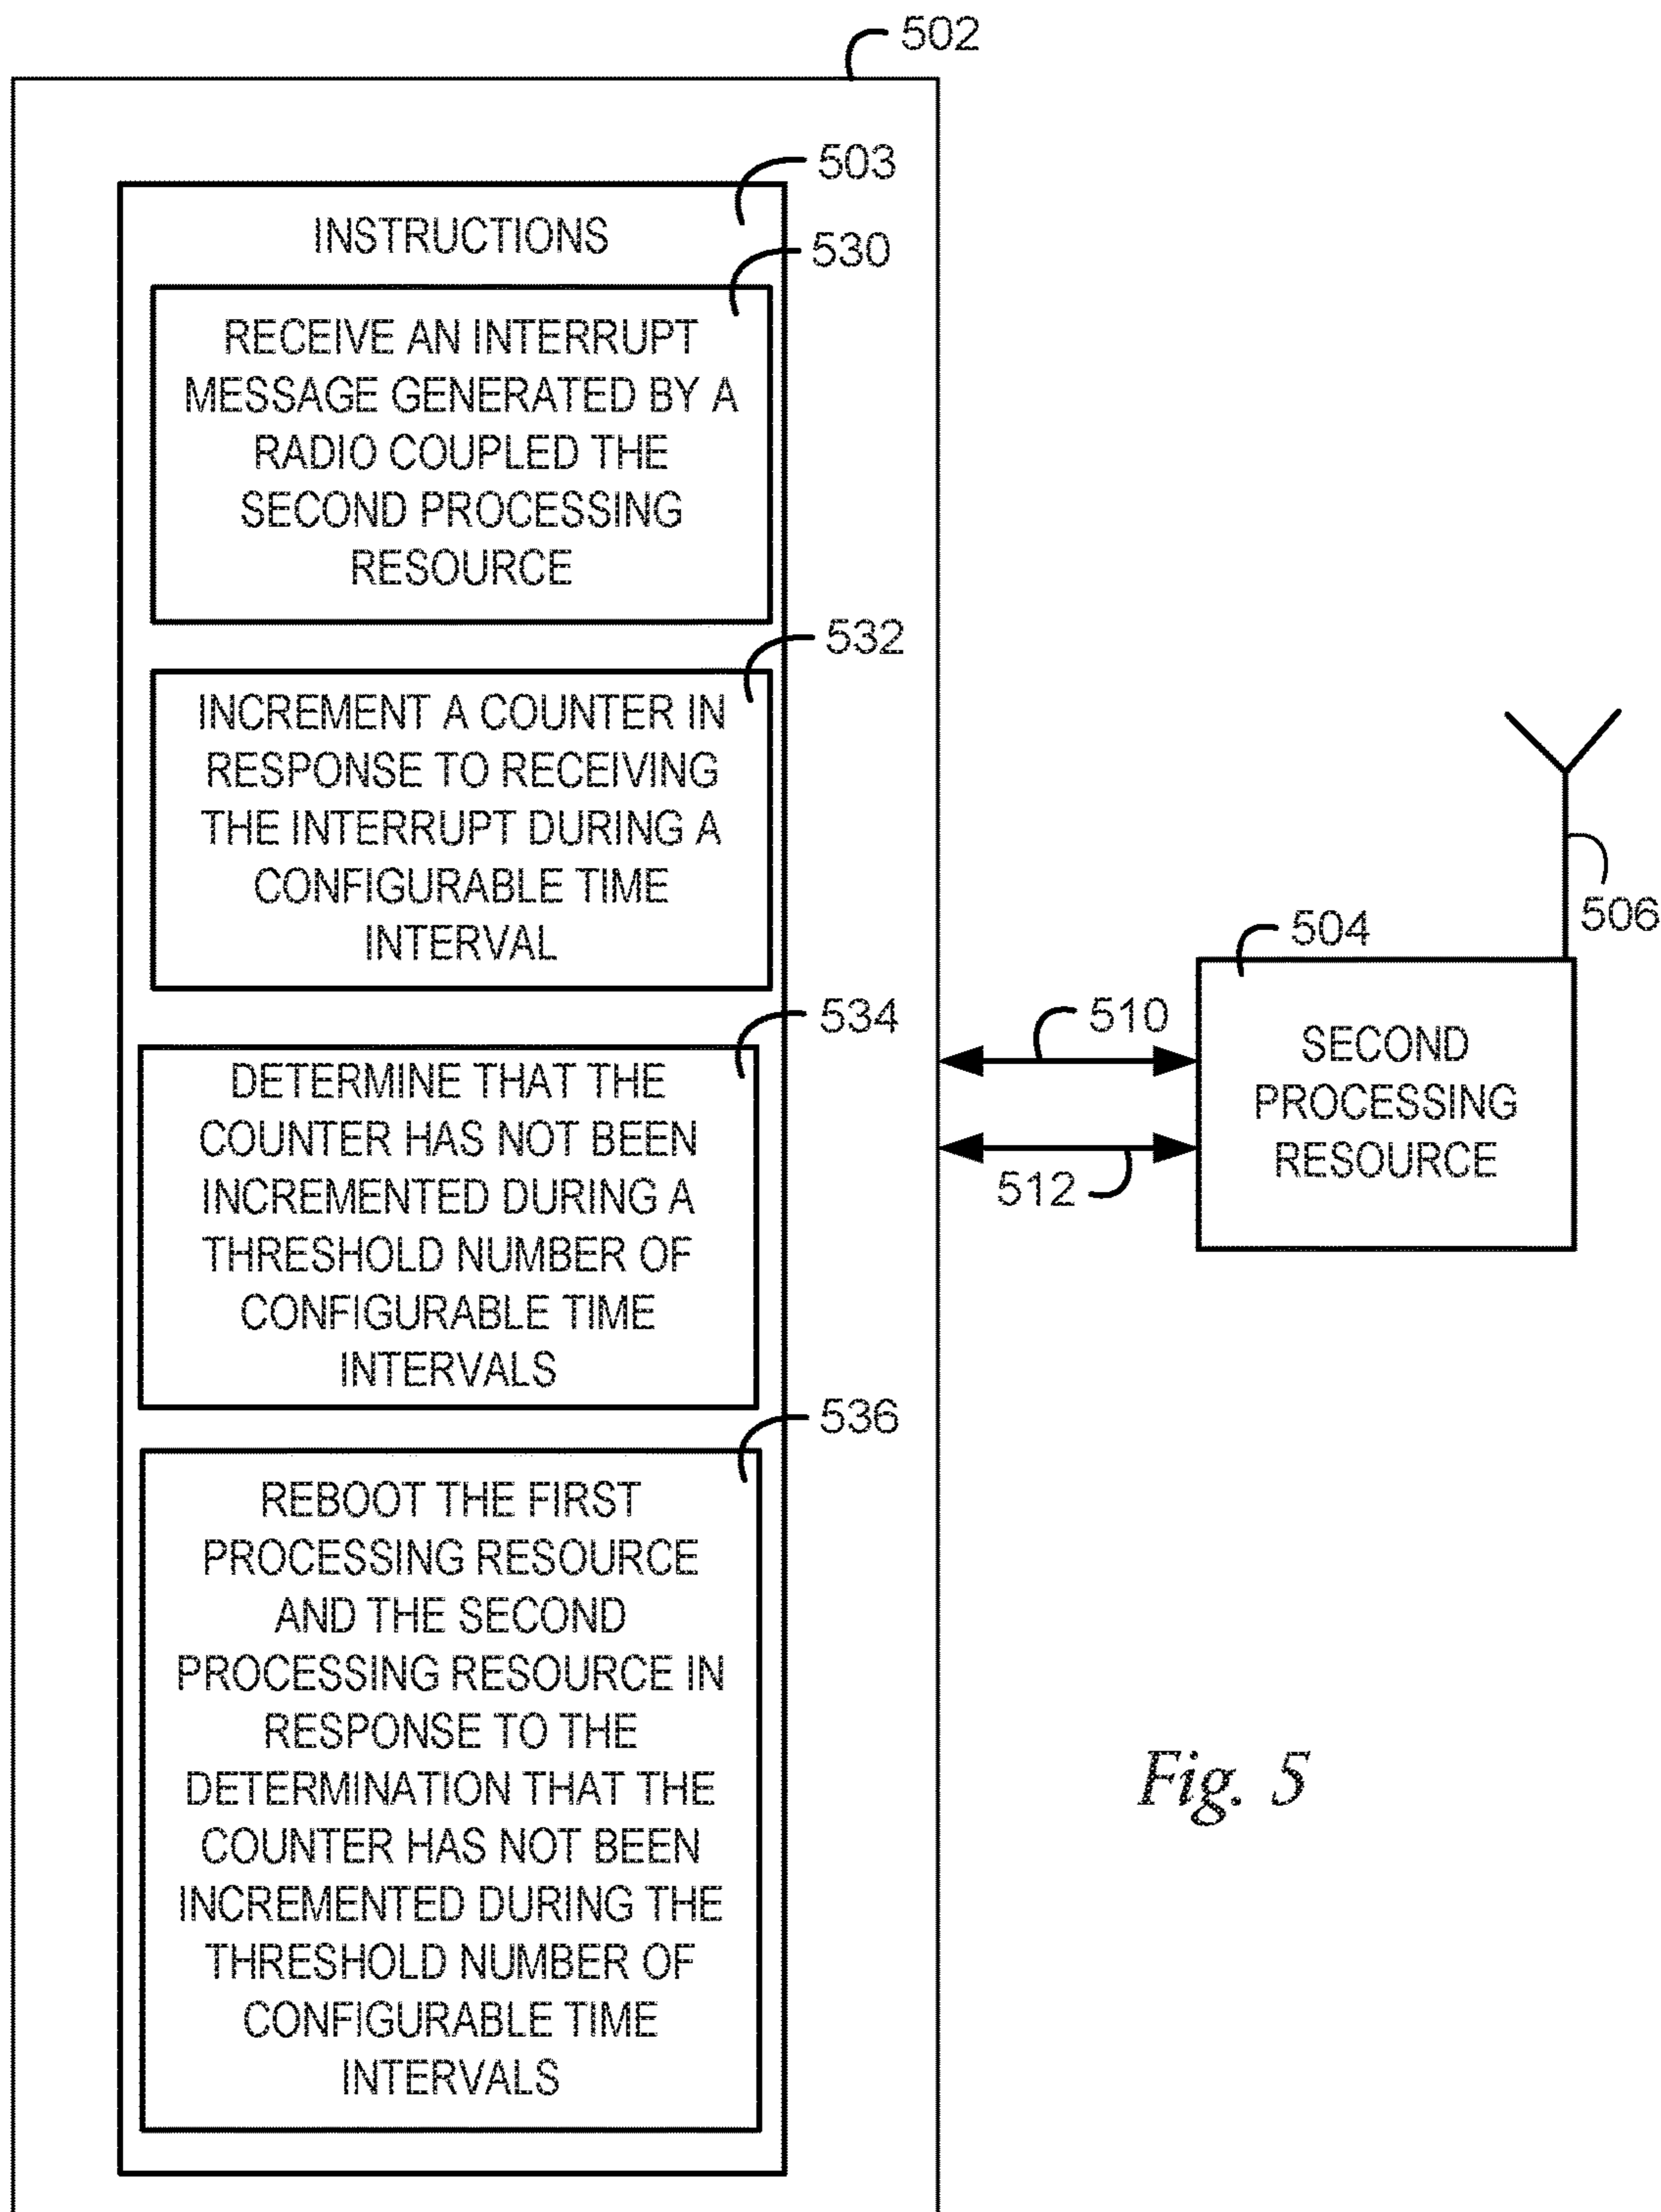 502
503
INSTRUCTIONS
530
RECEIVE AN INTERRUPT
MESSAGE GENERATED BY A
RADIO COUPLED THE
SECOND PROCESSING
RESOURCE
532
INCREMENT A COUNTER IN
RESPONSE TO RECEIVING
THE INTERRUPT DURING A
CONFIGURABLE TIME
INTERVAL
534
DETERMINE THAT THE
COUNTER HAS NOT BEEN
INCREMENTED DURING A
THRESHOLD NUMBER OF
CONFIGURABLE TIME
INTERVALS
536
REBOOT THE FIRST
PROCESSING RESOURCE
AND THE SECOND
PROCESSING RESOURCE IN
RESPONSE TO THE
DETERMINATION THAT THE
COUNTER HAS NOT BEEN
INCREMENTED DURING THE
THRESHOLD NUMBER OF
CONFIGURABLE TIME
INTERVALS
510
512
504
506
SECOND
PROCESSING
RESOURCE
Fig. 5